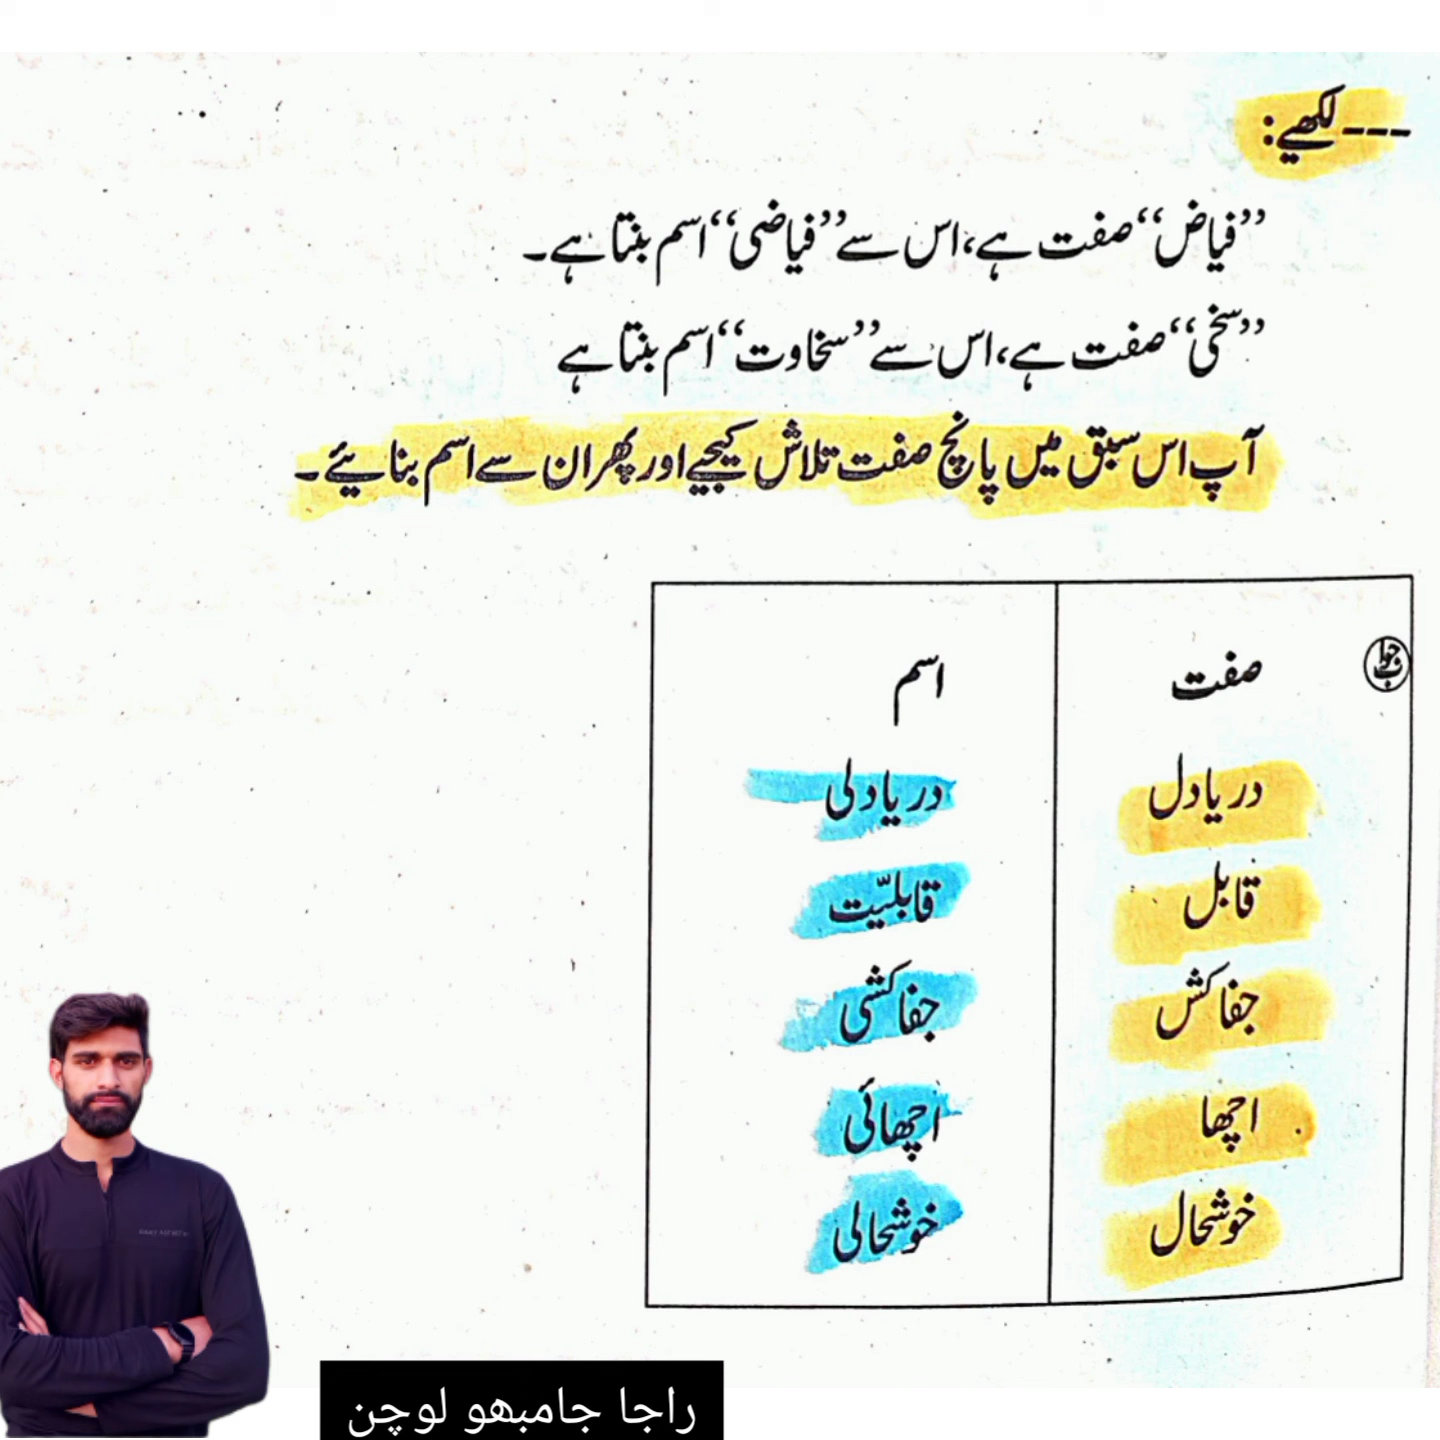 --- لکھیے:
’’فیاض‘‘ صفت ہے، اس سے ’’فیاضی‘‘ اسم بنتا ہے۔
’’سخی‘‘ صفت ہے، اس سے ’’سخاوت‘‘ اسم بنتا ہے
آپ اس سبق میں پانچ صفت تلاش کیجیے اور پھر ان سے اسم بنائیے۔
جواب صفت اسم
دریادل دریادلی
قابل قابلیّت
جفاکش جفاکشی
اچھا اچھائی
خوشحال خوشحالی
راجا جامبھو لوچن